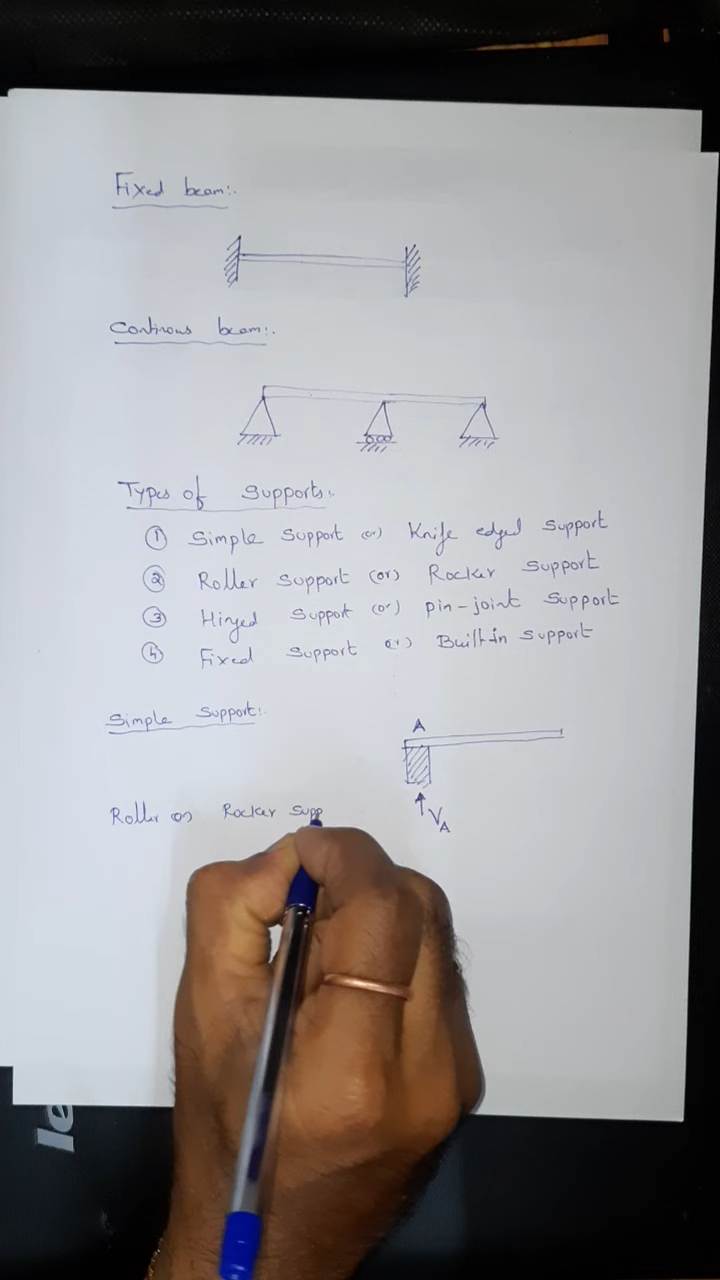 Fixed beam:.
Continous beam:.
Types of Supports:.
① Simple Support (or) Knife edged Support
② Roller Support (or) Rocker Support
③ Hinged Support (or) pin-joint Support
④ Fixed Support (or) Built-in Support
Simple Support:.
A
VA
Roller or Rocker Supp
le